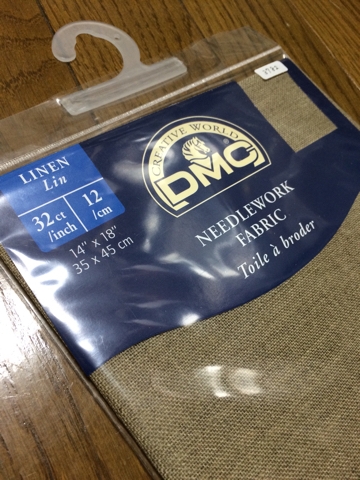 LINEN
Lin
32 ct
/inch
12
/cm
14" x 18"
35 x 45 cm
CREATIVE WORLD
DMC
NEEDLEWORK
FABRIC
Toile à broder